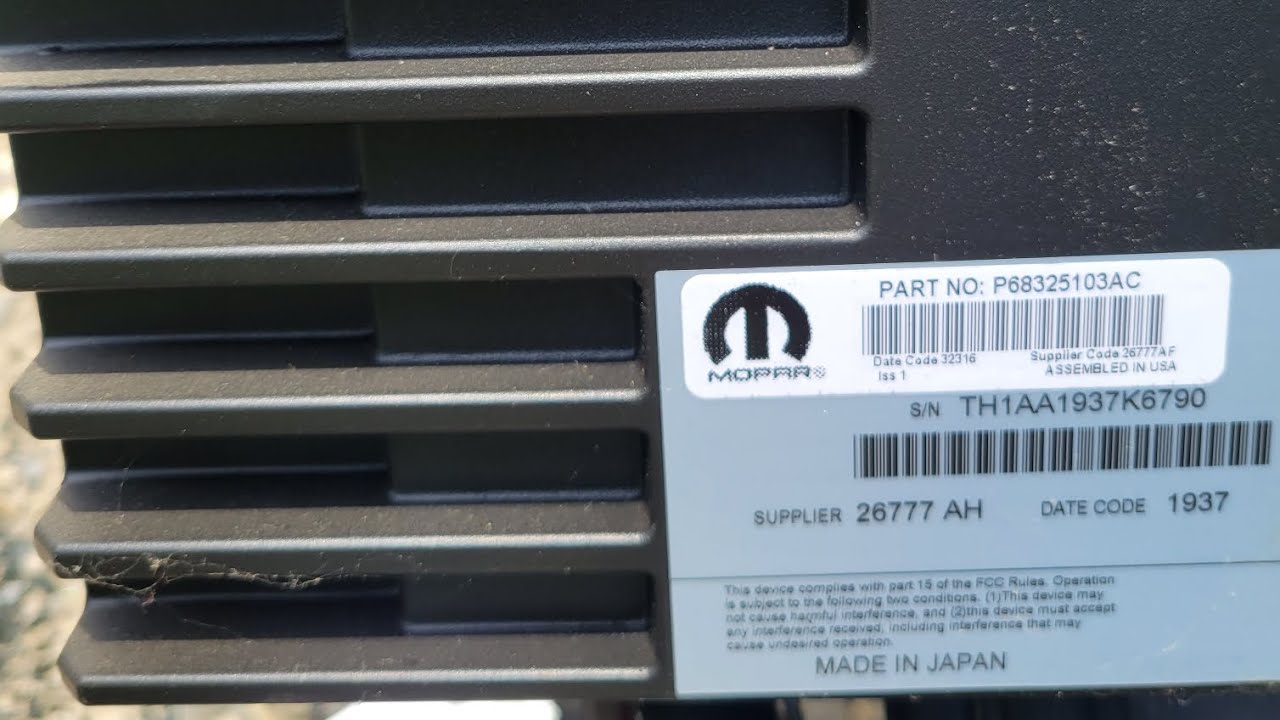 PART NO: P68325103AC
MOPAR®
Date Code 32316
Supplier Code 26777AF
Iss 1
ASSEMBLED IN USA
S/N TH1AA1937K6790
SUPPLIER 26777 AH
DATE CODE 1937
This device complies with part 15 of the FCC Rules. Operation
is subject to the following two conditions. (1)This device may
not cause harmful interference, and (2)this device must accept
any interference received, including interference that may
cause undesired operation.
MADE IN JAPAN